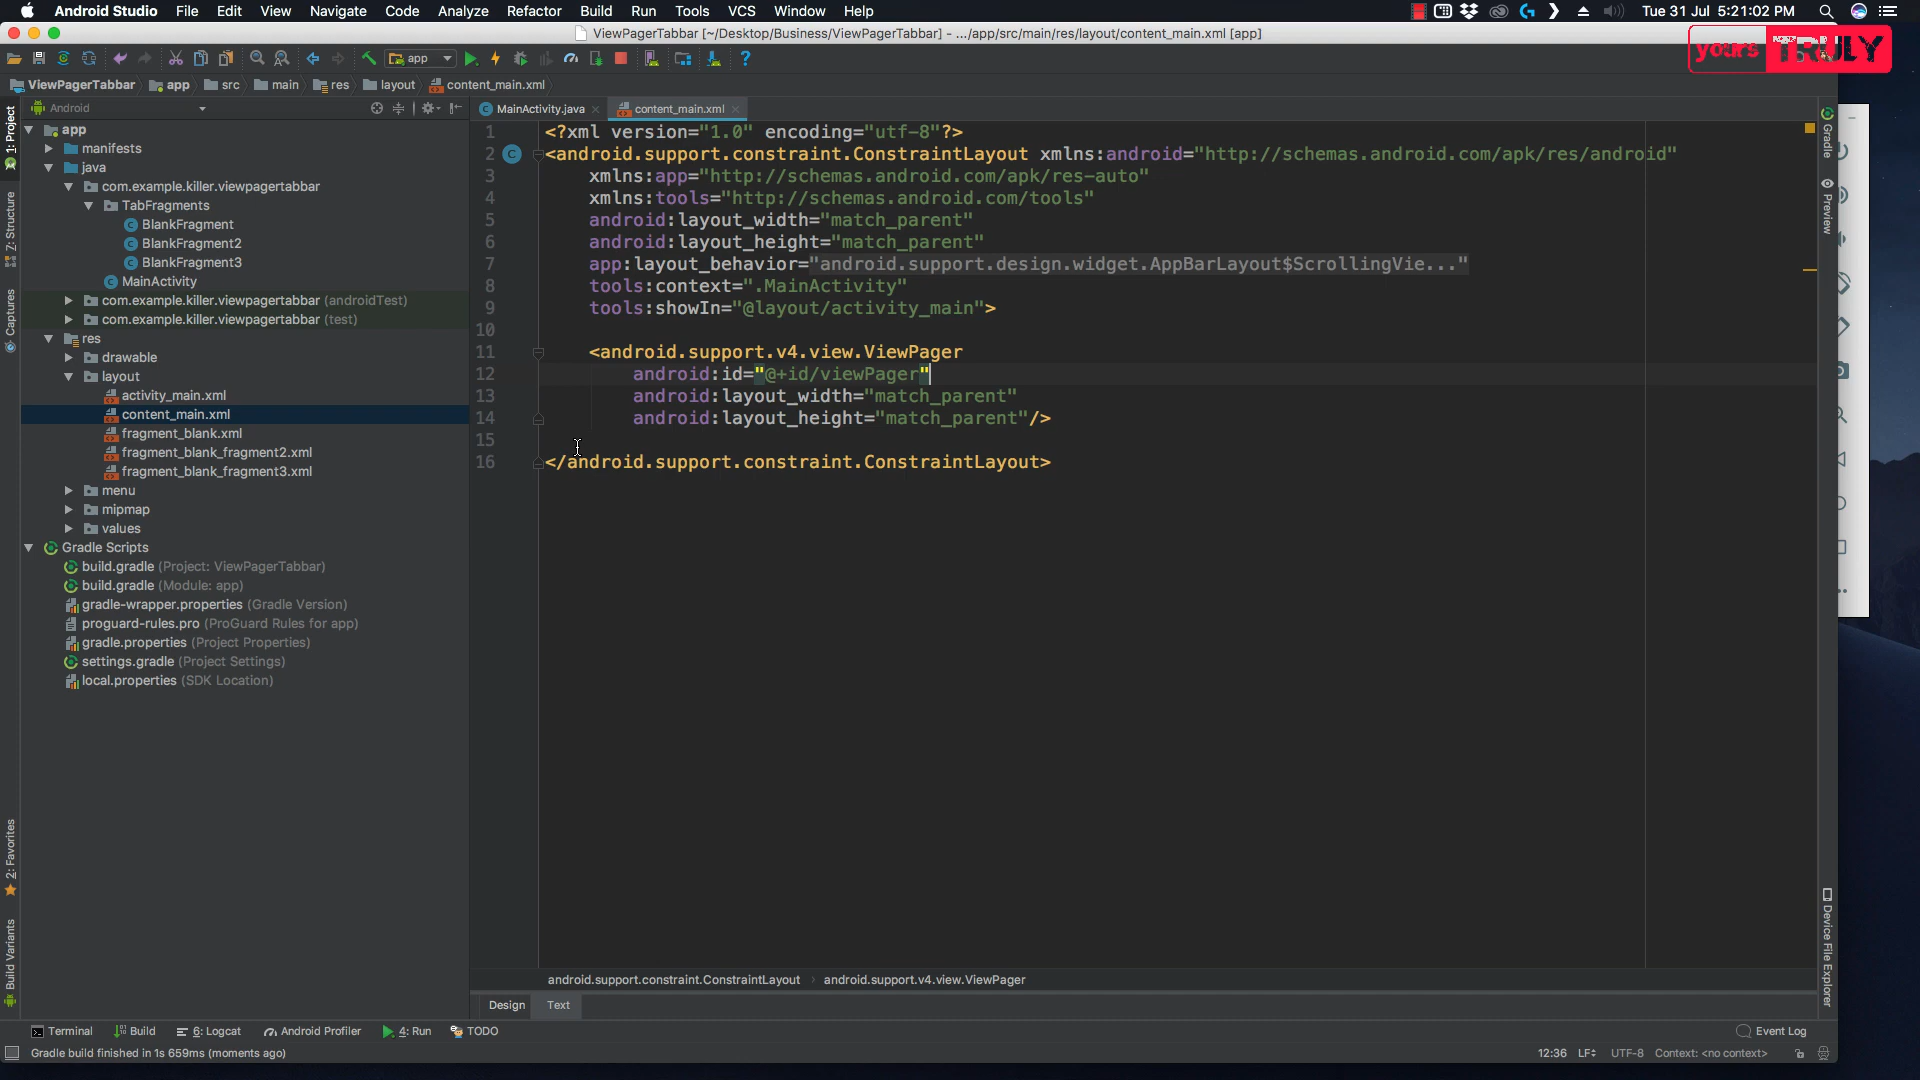 Android Studio File Edit View Navigate Code Analyze Refactor Build Run Tools VCS Window Help
Tue 31 Jul 5:21:02 PM
ViewPagerTabbar [~/Desktop/Business/ViewPagerTabbar] - .../app/src/main/res/layout/content_main.xml [app]
yours TRULY
app
ViewPagerTabbar app src main res layout content_main.xml
Android
MainActivity.java content_main.xml
1: Project
Z: Structure
Captures
2: Favorites
Build Variants
app
manifests
java
com.example.killer.viewpagertabbar
TabFragments
BlankFragment
BlankFragment2
BlankFragment3
MainActivity
com.example.killer.viewpagertabbar (androidTest)
com.example.killer.viewpagertabbar (test)
res
drawable
layout
activity_main.xml
content_main.xml
fragment_blank.xml
fragment_blank_fragment2.xml
fragment_blank_fragment3.xml
menu
mipmap
values
Gradle Scripts
build.gradle (Project: ViewPagerTabbar)
build.gradle (Module: app)
gradle-wrapper.properties (Gradle Version)
proguard-rules.pro (ProGuard Rules for app)
gradle.properties (Project Properties)
settings.gradle (Project Settings)
local.properties (SDK Location)
1 <?xml version="1.0" encoding="utf-8"?>
2 <android.support.constraint.ConstraintLayout xmlns:android="http://schemas.android.com/apk/res/android"
3 xmlns:app="http://schemas.android.com/apk/res-auto"
4 xmlns:tools="http://schemas.android.com/tools"
5 android:layout_width="match_parent"
6 android:layout_height="match_parent"
7 app:layout_behavior="android.support.design.widget.AppBarLayout$ScrollingVie..."
8 tools:context=".MainActivity"
9 tools:showIn="@layout/activity_main">
10
11 <android.support.v4.view.ViewPager
12 android:id="@+id/viewPager"
13 android:layout_width="match_parent"
14 android:layout_height="match_parent"/>
15
16 </android.support.constraint.ConstraintLayout>
Gradle
Preview
Device File Explorer
android.support.constraint.ConstraintLayout android.support.v4.view.ViewPager
Design Text
Terminal Build 6: Logcat Android Profiler 4: Run TODO Event Log
Gradle build finished in 1s 659ms (moments ago) 12:36 LF UTF-8 Context: <no context>